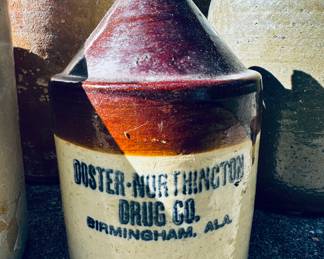 DOSTER-NORTHINGTON
DRUG CO.
BIRMINGHAM, ALA.